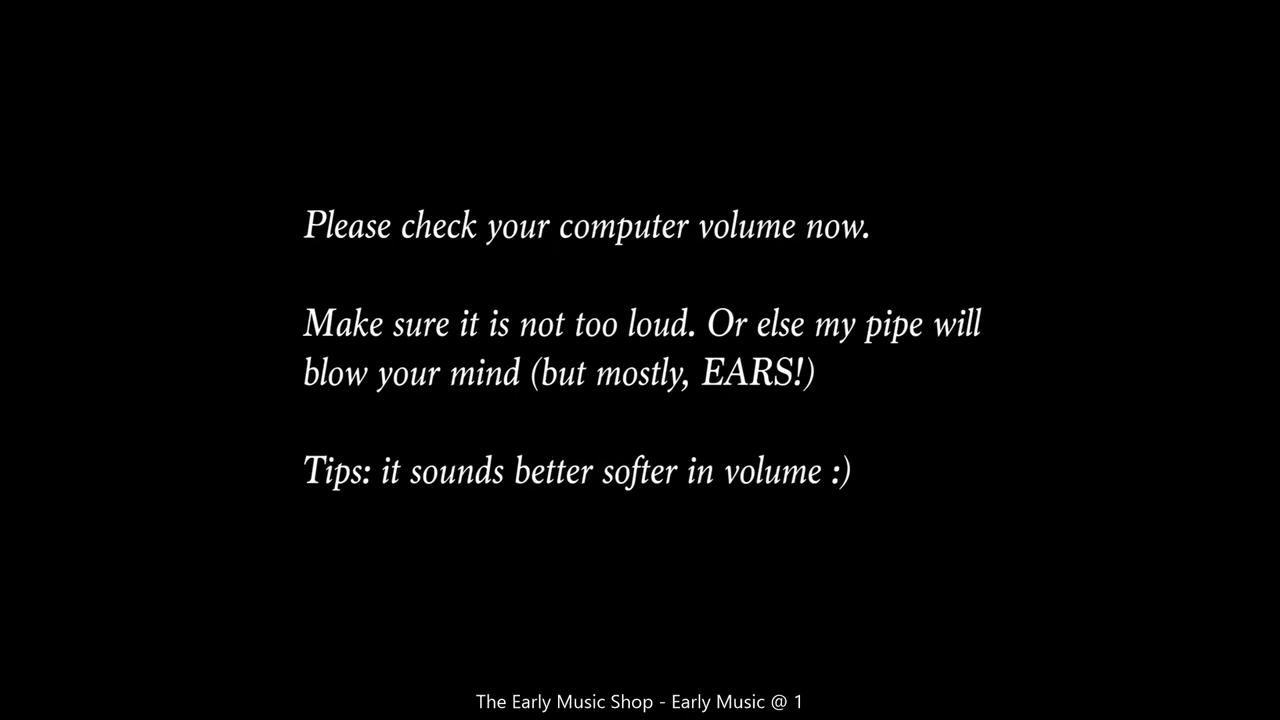 Please check your computer volume now.
Make sure it is not too loud. Or else my pipe will
blow your mind (but mostly, EARS!)
Tips: it sounds better softer in volume :)
The Early Music Shop - Early Music @ 1